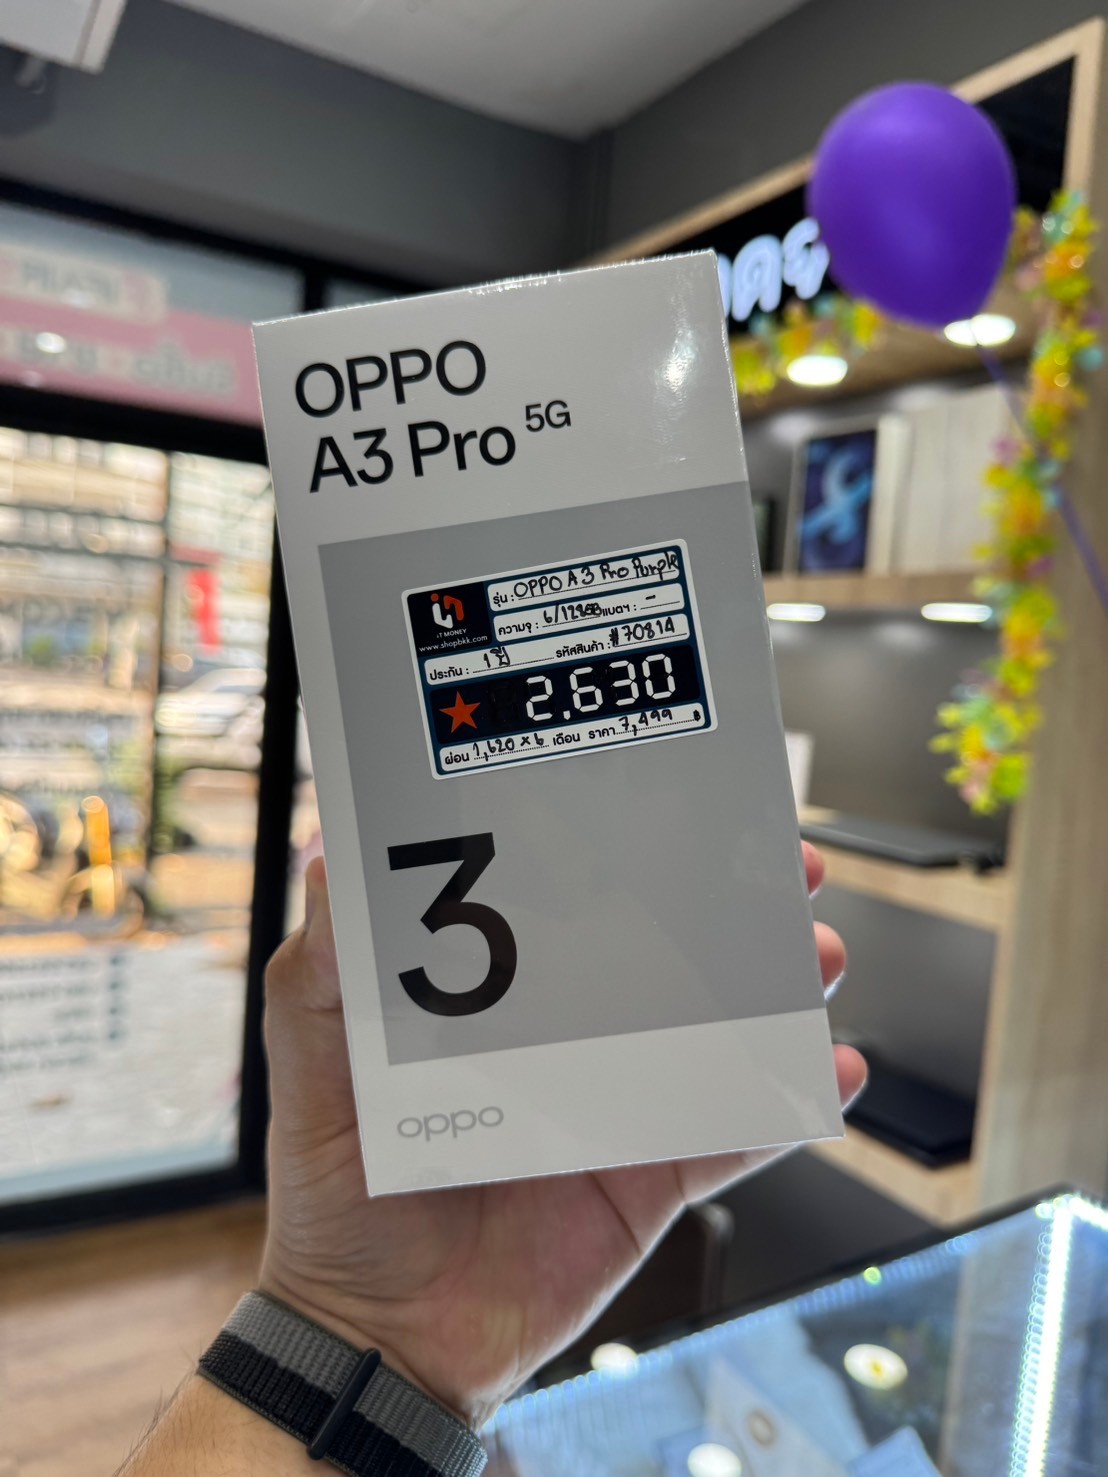 OPPO
A3 Pro 5G
iT MONEY
www.shopbkk.com
รุ่น : OPPO A3 Pro Purple
ความจุ : 6/128GB แบตฯ : -
ประกัน : 1 ปี รหัสสินค้า : #70814
2,630
ผ่อน 1,620 x 6 เดือน ราคา 7,499 ฿
3
oppo